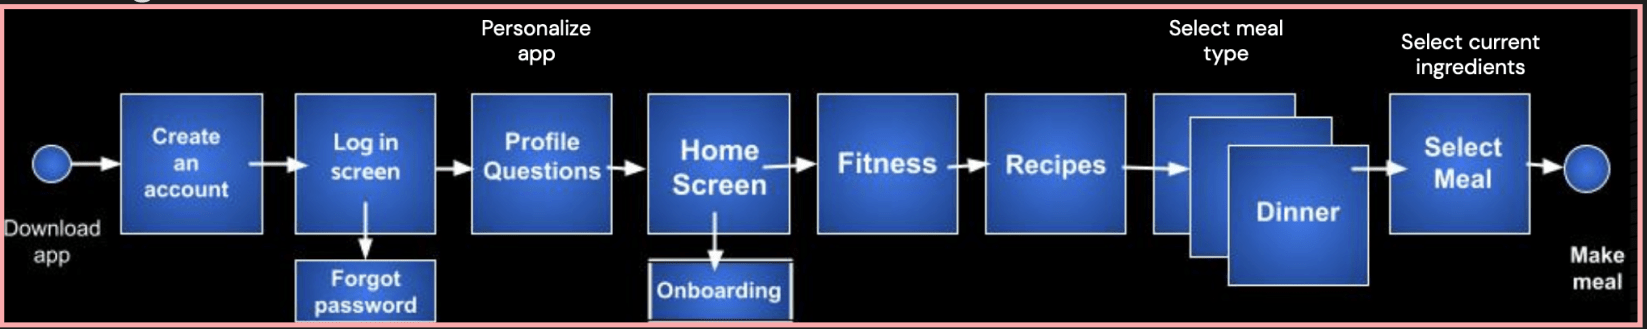 Personalize
app
Select meal
type
Select current
ingredients
Download
app
Create
an
account
Log in
screen
Forgot
password
Profile
Questions
Home
Screen
Onboarding
Fitness
Recipes
Dinner
Select
Meal
Make
meal